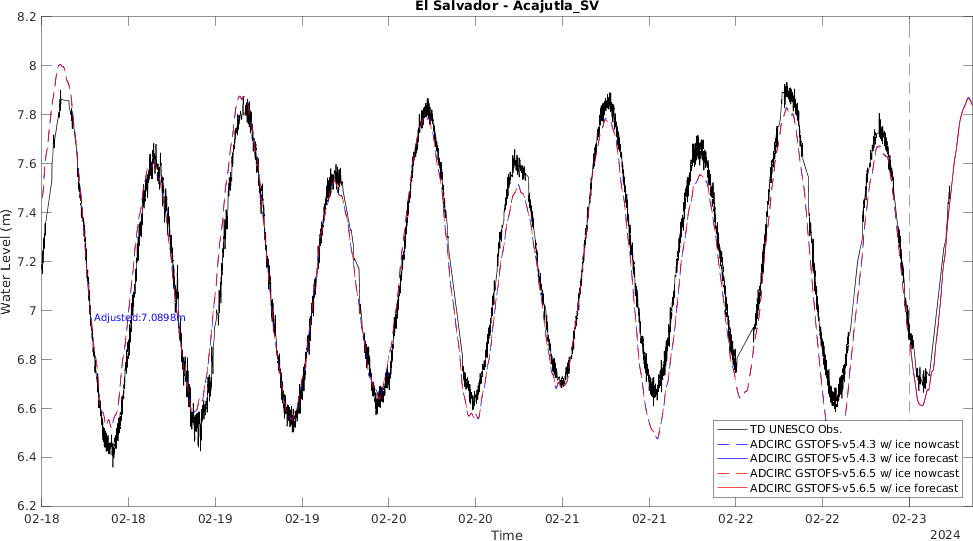 El Salvador - Acajutla_SV
8.2
8
7.8
7.6
7.4
7.2
7
6.8
6.6
6.4
6.2
Water Level (m)
Adjusted:7.0898m
TD UNESCO Obs.
ADCIRC GSTOFS-v5.4.3 w/ ice nowcast
ADCIRC GSTOFS-v5.4.3 w/ ice forecast
ADCIRC GSTOFS-v5.6.5 w/ ice nowcast
ADCIRC GSTOFS-v5.6.5 w/ ice forecast
02-18 02-18 02-19 02-19 02-20 02-20 02-21 02-21 02-22 02-22 02-23
Time
2024